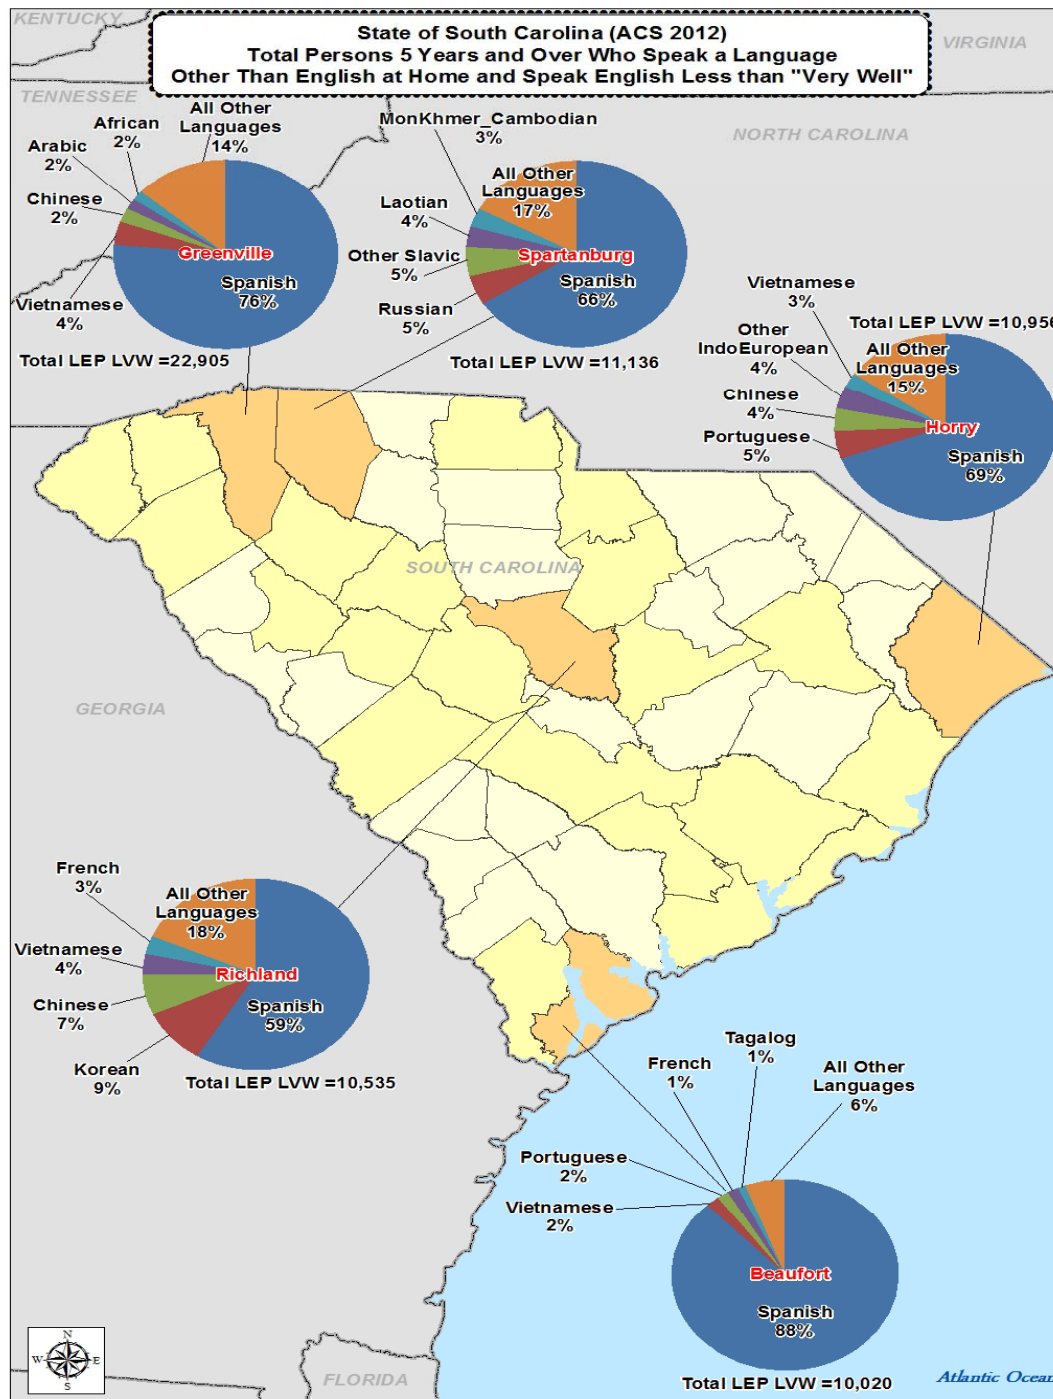 KENTUCKY
VIRGINIA
State of South Carolina (ACS 2012)
Total Persons 5 Years and Over Who Speak a Language
Other Than English at Home and Speak English Less than "Very Well"
TENNESSEE
NORTH CAROLINA
African
2%
All Other
Languages
14%
Arabic
2%
Chinese
2%
Vietnamese
4%
Greenville
Spanish
76%
Total LEP LVW =22,905
MonKhmer_Cambodian
3%
All Other
Languages
17%
Laotian
4%
Other Slavic
5%
Russian
5%
Spartanburg
Spanish
66%
Total LEP LVW =11,136
Vietnamese
3%
Total LEP LVW =10,956
Other
IndoEuropean
4%
All Other
Languages
15%
Chinese
4%
Portuguese
5%
Horry
Spanish
69%
SOUTH CAROLINA
GEORGIA
French
3%
All Other
Languages
18%
Vietnamese
4%
Chinese
7%
Korean
9%
Richland
Spanish
59%
Total LEP LVW =10,535
Tagalog
1%
French
1%
All Other
Languages
6%
Portuguese
2%
Vietnamese
2%
Beaufort
Spanish
88%
Total LEP LVW =10,020
N
W
E
S
FLORIDA
Atlantic Ocean